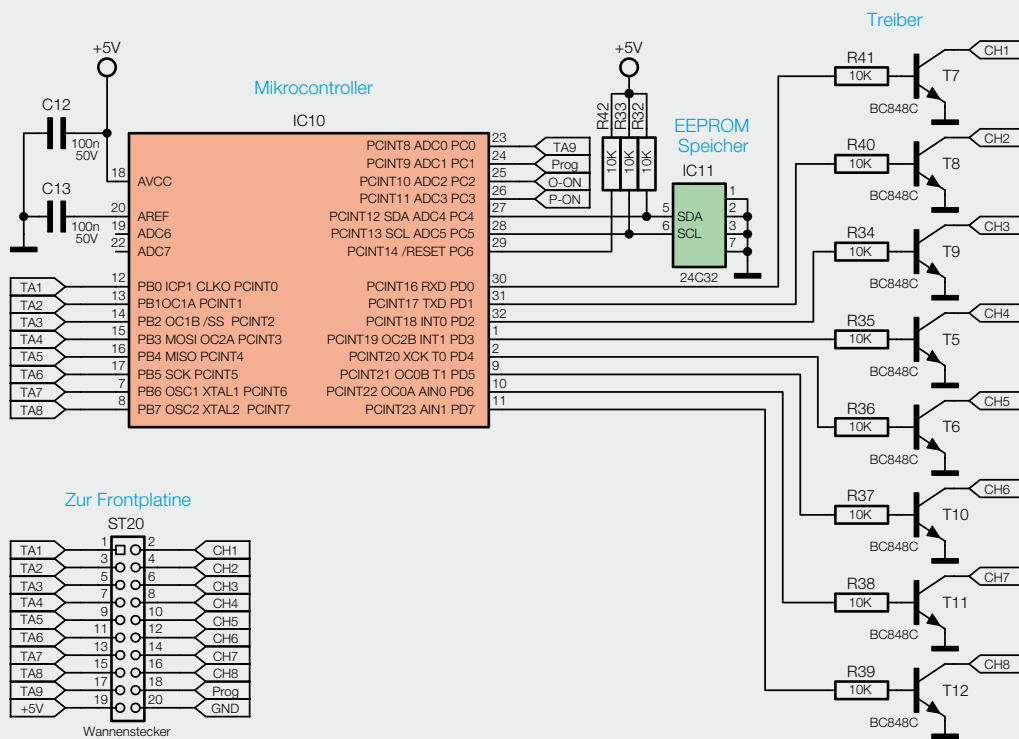 Treiber
+5V
+5V
Mikrocontroller
IC10
C12
100n
50V
C13
100n
50V
18 AVCC
20 AREF
19 ADC6
22 ADC7
TA1 12 PB0 ICP1 CLKO PCINT0
TA2 13 PB1OC1A PCINT1
TA3 14 PB2 OC1B /SS PCINT2
TA4 15 PB3 MOSI OC2A PCINT3
TA5 16 PB4 MISO PCINT4
TA6 17 PB5 SCK PCINT5
TA7 7 PB6 OSC1 XTAL1 PCINT6
TA8 8 PB7 OSC2 XTAL2 PCINT7
PCINT8 ADC0 PC0 23 TA9
PCINT9 ADC1 PC1 24 Prog
PCINT10 ADC2 PC2 25 O-ON
PCINT11 ADC3 PC3 26 P-ON
PCINT12 SDA ADC4 PC4 27
PCINT13 SCL ADC5 PC5 28
PCINT14 /RESET PC6 29
PCINT16 RXD PD0 30
PCINT17 TXD PD1 31
PCINT18 INT0 PD2 32
PCINT19 OC2B INT1 PD3 1
PCINT20 XCK T0 PD4 2
PCINT21 OC0B T1 PD5 9
PCINT22 OC0A AIN0 PD6 10
PCINT23 AIN1 PD7 11
R42 R33 R32
10K 10K 10K
EEPROM
Speicher
IC11
5 SDA 1
6 SCL 2
3
7
24C32
R41
10K
T7
BC848C
CH1
R40
10K
T8
BC848C
CH2
R34
10K
T9
BC848C
CH3
R35
10K
T5
BC848C
CH4
R36
10K
T6
BC848C
CH5
R37
10K
T10
BC848C
CH6
R38
10K
T11
BC848C
CH7
R39
10K
T12
BC848C
CH8
Zur Frontplatine
ST20
TA1 1 2 CH1
TA2 3 4 CH2
TA3 5 6 CH3
TA4 7 8 CH4
TA5 9 10 CH5
TA6 11 12 CH6
TA7 13 14 CH7
TA8 15 16 CH8
TA9 17 18 Prog
+5V 19 20 GND
Wannenstecker